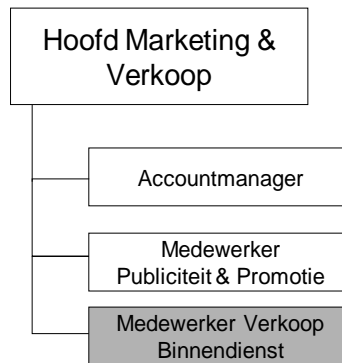 Hoofd Marketing &
Verkoop
Accountmanager
Medewerker
Publiciteit & Promotie
Medewerker Verkoop
Binnendienst